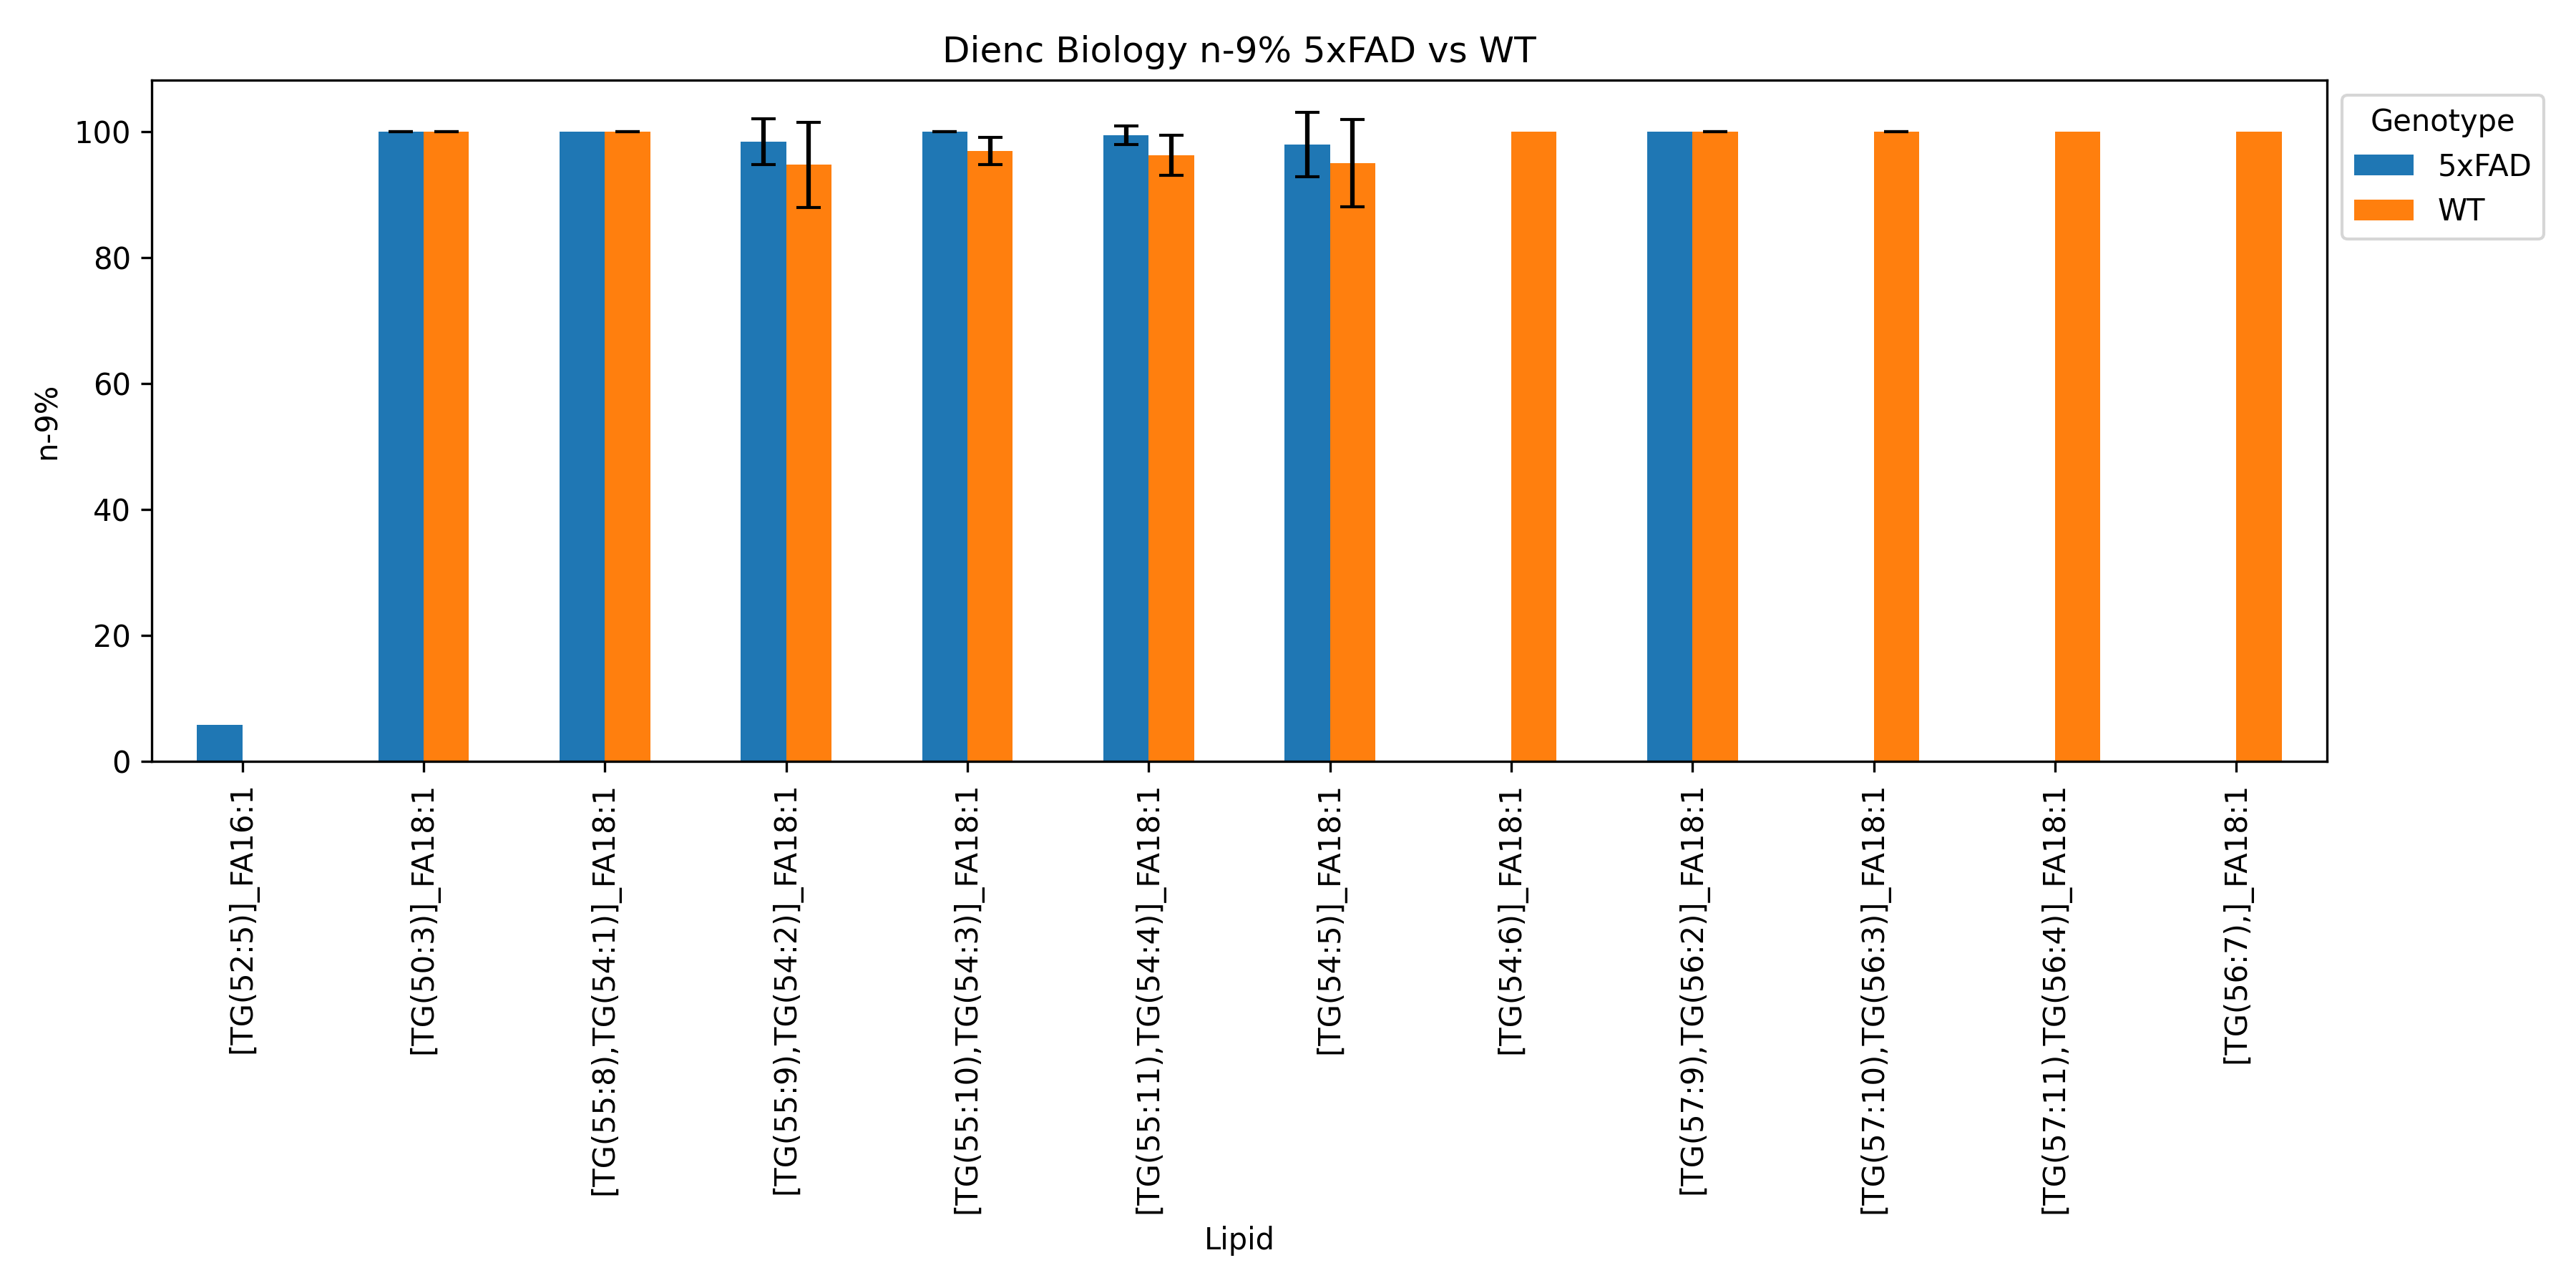 Dienc Biology n-9% 5xFAD vs WT
Genotype
5xFAD
WT
n-9%
100
80
60
40
20
0
[TG(52:5)]_FA16:1
[TG(50:3)]_FA18:1
[TG(55:8),TG(54:1)]_FA18:1
[TG(55:9),TG(54:2)]_FA18:1
[TG(55:10),TG(54:3)]_FA18:1
[TG(55:11),TG(54:4)]_FA18:1
[TG(54:5)]_FA18:1
[TG(54:6)]_FA18:1
[TG(57:9),TG(56:2)]_FA18:1
[TG(57:10),TG(56:3)]_FA18:1
[TG(57:11),TG(56:4)]_FA18:1
[TG(56:7),]_FA18:1
Lipid